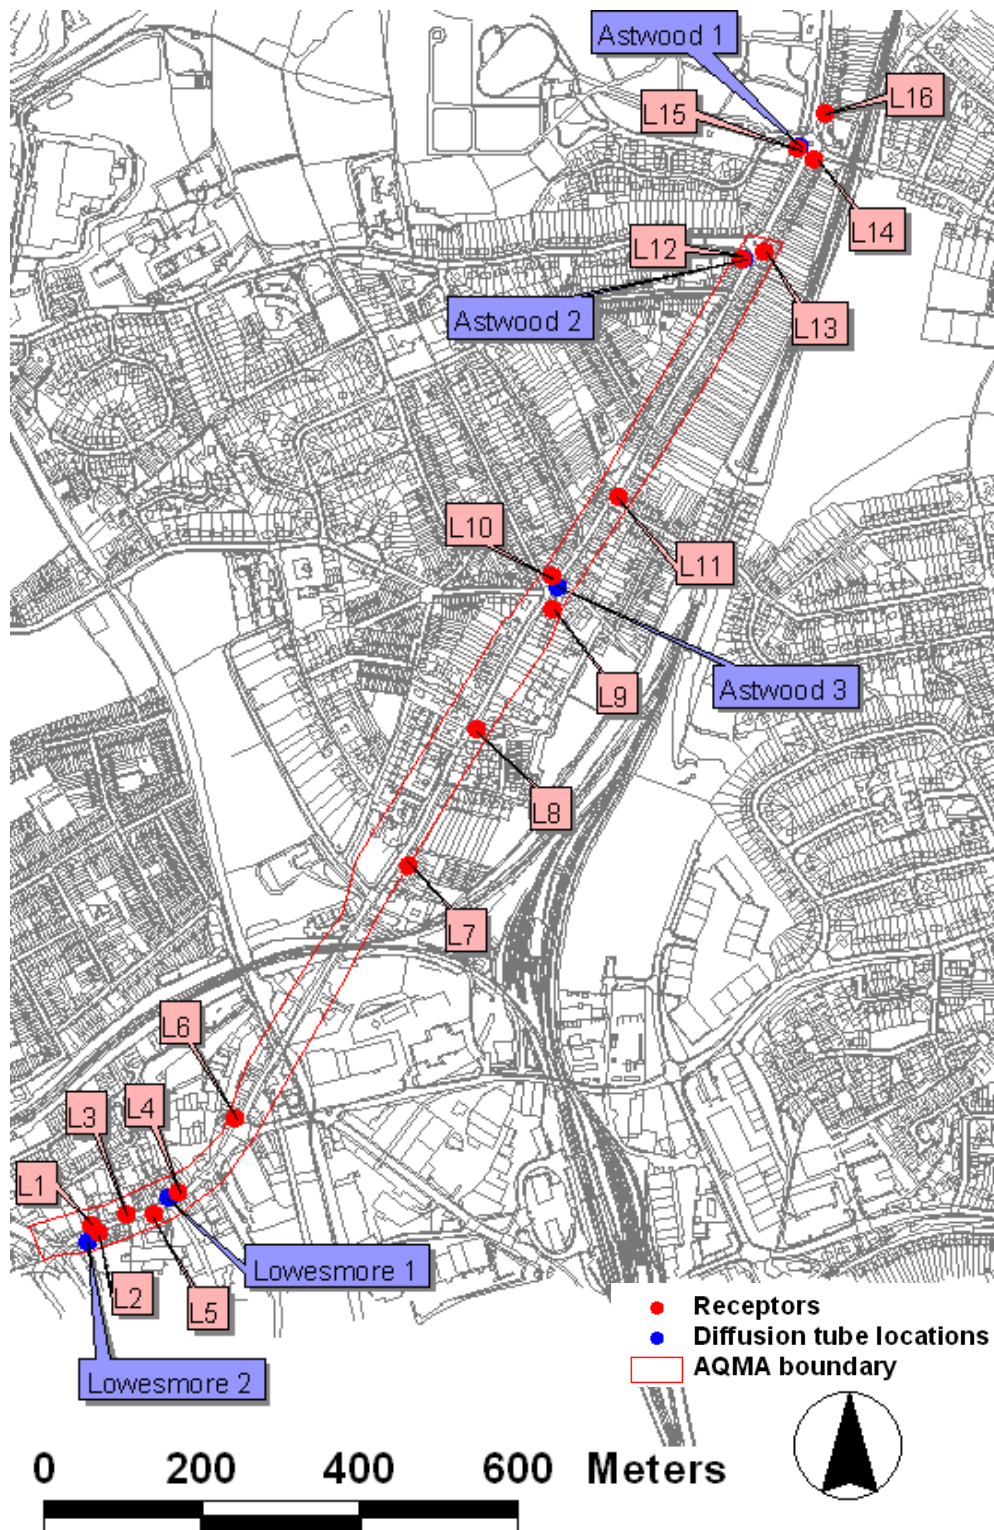 Astwood 1
L16
L15
L14
L12
L13
Astwood 2
L10
L11
L9
Astwood 3
L8
L7
L6
L4
L3
L1
Lowesmore 1
L2
L5
Lowesmore 2
Receptors
Diffusion tube locations
AQMA boundary
0 200 400 600 Meters